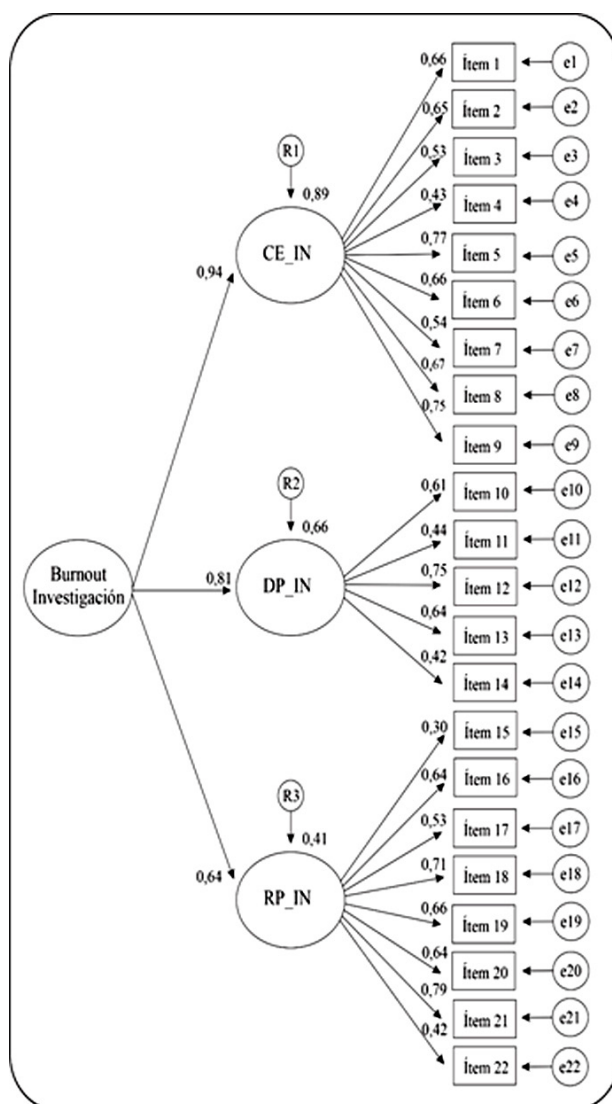 0,66
Ítem 1
e1
0,65
Ítem 2
e2
R1
0,53
Ítem 3
e3
0,89
0,43
Ítem 4
e4
CE_IN
0,77
Ítem 5
e5
0,94
0,66
Ítem 6
e6
0,54
Ítem 7
e7
0,67
Ítem 8
e8
0,75
Ítem 9
e9
R2
0,61
Ítem 10
e10
0,66
0,44
Ítem 11
e11
Burnout
Investigación
0,81
DP_IN
0,75
Ítem 12
e12
0,64
Ítem 13
e13
0,42
Ítem 14
e14
0,30
Ítem 15
e15
R3
0,64
Ítem 16
e16
0,41
0,53
Ítem 17
e17
0,64
RP_IN
0,71
Ítem 18
e18
0,66
Ítem 19
e19
0,64
Ítem 20
e20
0,79
Ítem 21
e21
0,42
Ítem 22
e22